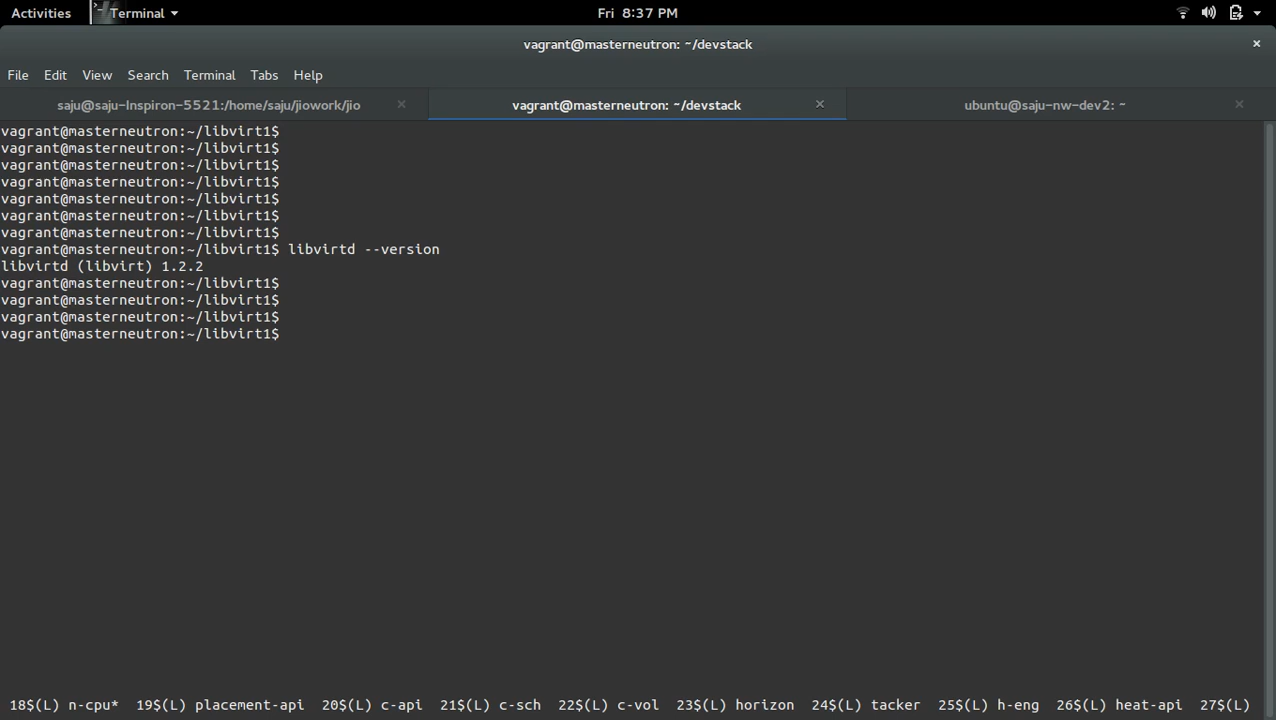 Activities Terminal Fri 8:37 PM
vagrant@masterneutron: ~/devstack ×
File Edit View Search Terminal Tabs Help
saju@saju-Inspiron-5521:/home/saju/jiowork/jio × vagrant@masterneutron: ~/devstack × ubuntu@saju-nw-dev2: ~ ×
vagrant@masterneutron:~/libvirt1$
vagrant@masterneutron:~/libvirt1$
vagrant@masterneutron:~/libvirt1$
vagrant@masterneutron:~/libvirt1$
vagrant@masterneutron:~/libvirt1$
vagrant@masterneutron:~/libvirt1$
vagrant@masterneutron:~/libvirt1$
vagrant@masterneutron:~/libvirt1$ libvirtd --version
libvirtd (libvirt) 1.2.2
vagrant@masterneutron:~/libvirt1$
vagrant@masterneutron:~/libvirt1$
vagrant@masterneutron:~/libvirt1$
vagrant@masterneutron:~/libvirt1$
18$(L) n-cpu* 19$(L) placement-api 20$(L) c-api 21$(L) c-sch 22$(L) c-vol 23$(L) horizon 24$(L) tacker 25$(L) h-eng 26$(L) heat-api 27$(L)